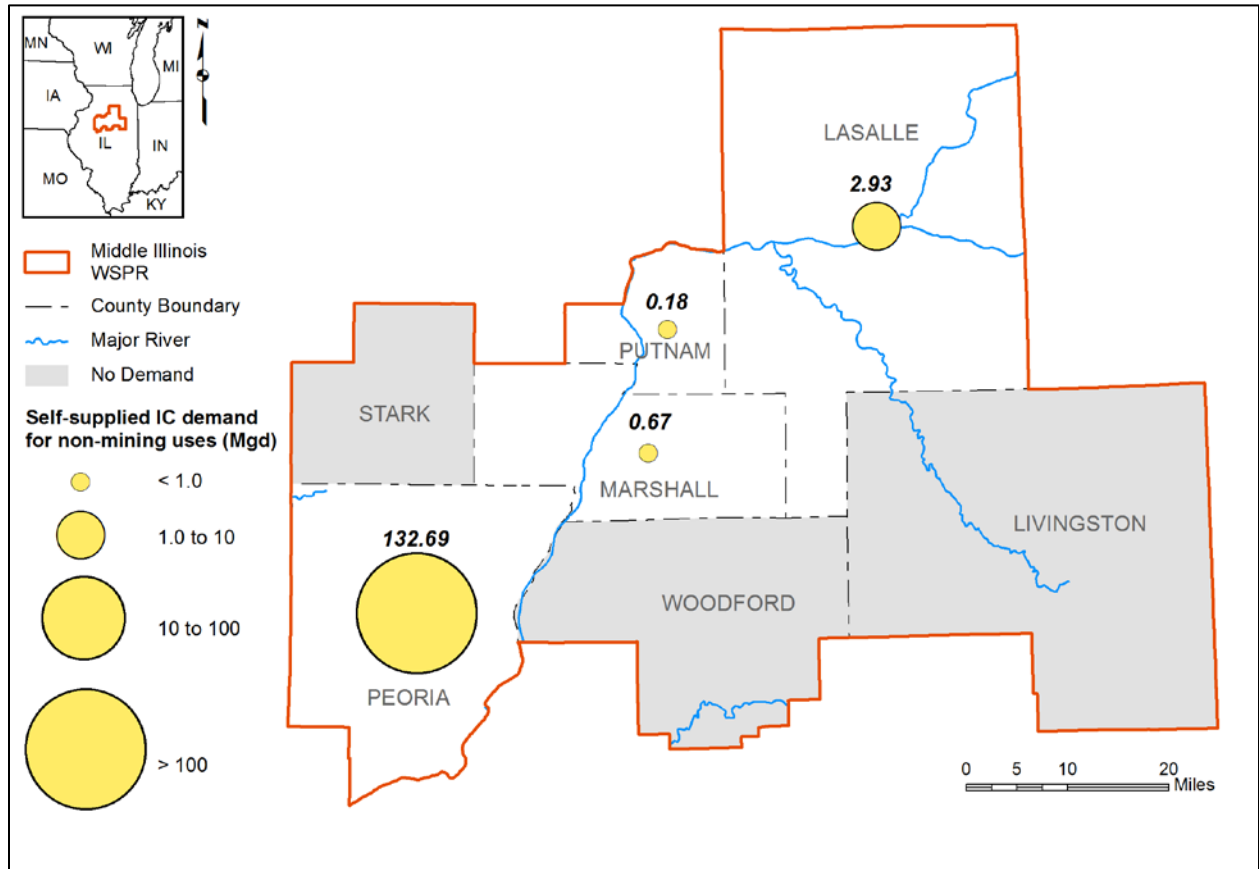 N
MN
WI
MI
IA
IL
IN
MO
KY
Middle Illinois
WSPR
County Boundary
Major River
No Demand
Self-supplied IC demand
for non-mining uses (Mgd)
< 1.0
1.0 to 10
10 to 100
> 100
LASALLE
2.93
0.18
PUTNAM
STARK
0.67
MARSHALL
LIVINGSTON
132.69
WOODFORD
PEORIA
0 5 10 20
Miles